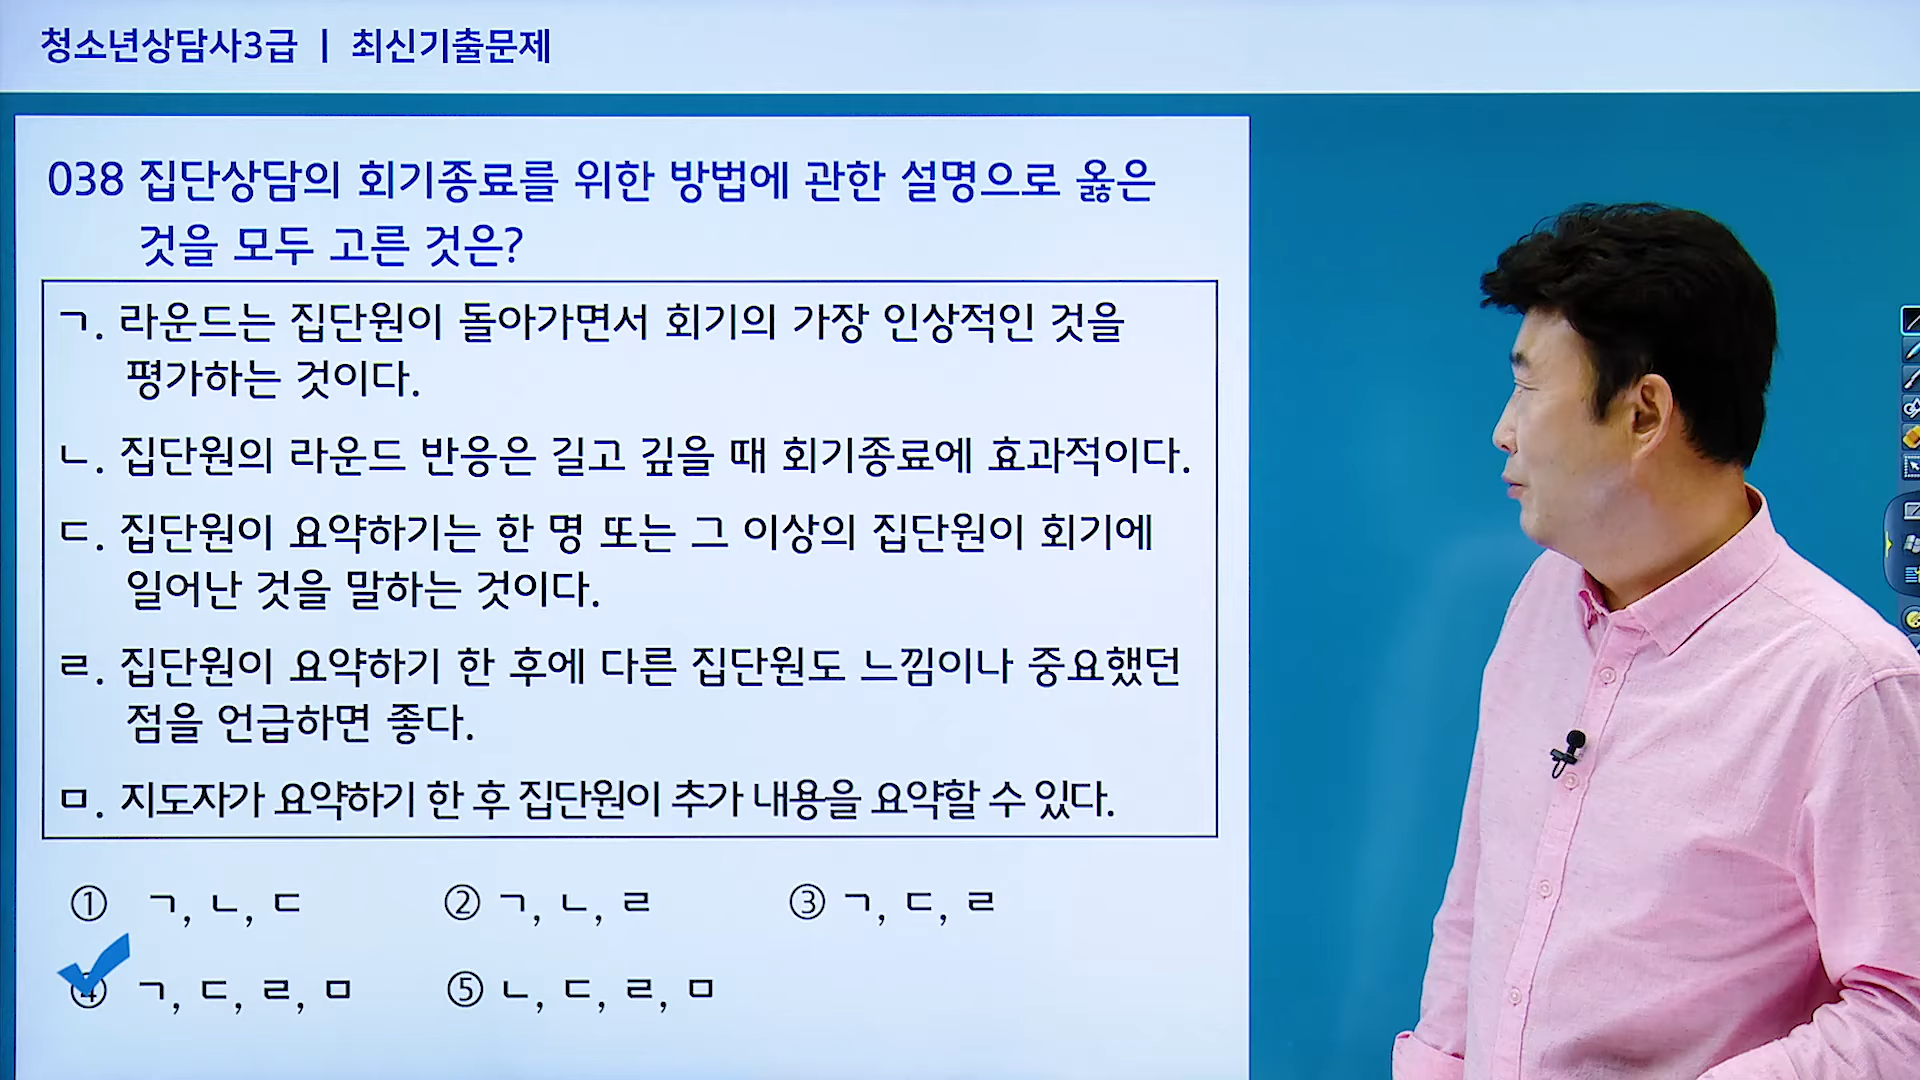 청소년상담사3급 | 최신기출문제
038 집단상담의 회기종료를 위한 방법에 관한 설명으로 옳은
것을 모두 고른 것은?
ㄱ. 라운드는 집단원이 돌아가면서 회기의 가장 인상적인 것을
평가하는 것이다.
ㄴ. 집단원의 라운드 반응은 길고 깊을 때 회기종료에 효과적이다.
ㄷ. 집단원이 요약하기는 한 명 또는 그 이상의 집단원이 회기에
일어난 것을 말하는 것이다.
ㄹ. 집단원이 요약하기 한 후에 다른 집단원도 느낌이나 중요했던
점을 언급하면 좋다.
ㅁ. 지도자가 요약하기 한 후 집단원이 추가 내용을 요약할 수 있다.
① ㄱ, ㄴ, ㄷ ② ㄱ, ㄴ, ㄹ ③ ㄱ, ㄷ, ㄹ
④ ㄱ, ㄷ, ㄹ, ㅁ ⑤ ㄴ, ㄷ, ㄹ, ㅁ